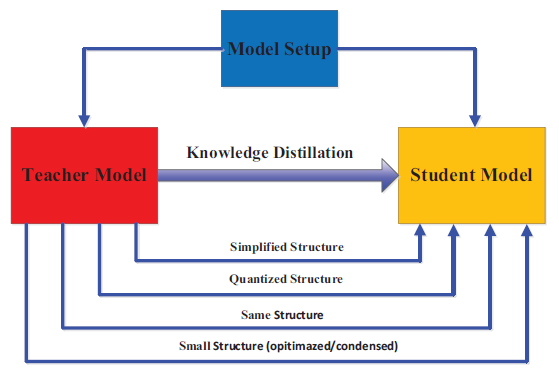 Model Setup
Teacher Model
Knowledge Distillation
Student Model
Simplified Structure
Quantized Structure
Same Structure
Small Structure (opitimazed/condensed)